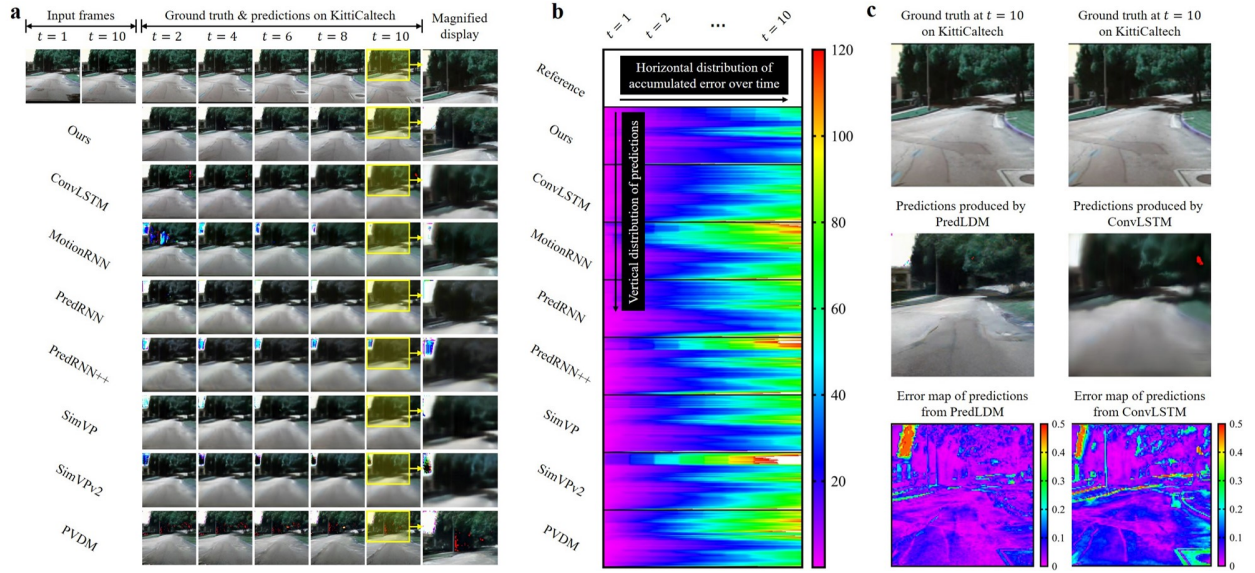 a
Input frames
Ground truth & predictions on KittiCaltech
Magnified
display
t = 1
t = 10
t = 2
t = 4
t = 6
t = 8
t = 10
Ours
ConvLSTM
MotionRNN
PredRNN
PredRNN++
SimVP
SimVPv2
PVDM
b
t = 1
t = 2
...
t = 10
Reference
Horizontal distribution of
accumulated error over time
Vertical distribution of predictions
Ours
ConvLSTM
MotionRNN
PredRNN
PredRNN++
SimVP
SimVPv2
PVDM
120
100
80
60
40
20
c
Ground truth at t = 10
on KittiCaltech
Ground truth at t = 10
on KittiCaltech
Predictions produced by
PredLDM
Predictions produced by
ConvLSTM
Error map of predictions
from PredLDM
Error map of predictions
from ConvLSTM
0.5
0.4
0.3
0.2
0.1
0
0.5
0.4
0.3
0.2
0.1
0